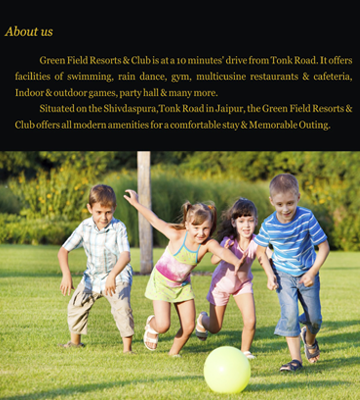 About us
Green Field Resorts & Club is at a 10 minutes' drive from Tonk Road. It offers
facilities of swimming, rain dance, gym, multicusine restaurants & cafeteria,
Indoor & outdoor games, party hall & many more.
Situated on the Shivdaspura,Tonk Road in Jaipur, the Green Field Resorts &
Club offers all modern amenities for a comfortable stay & Memorable Outing.